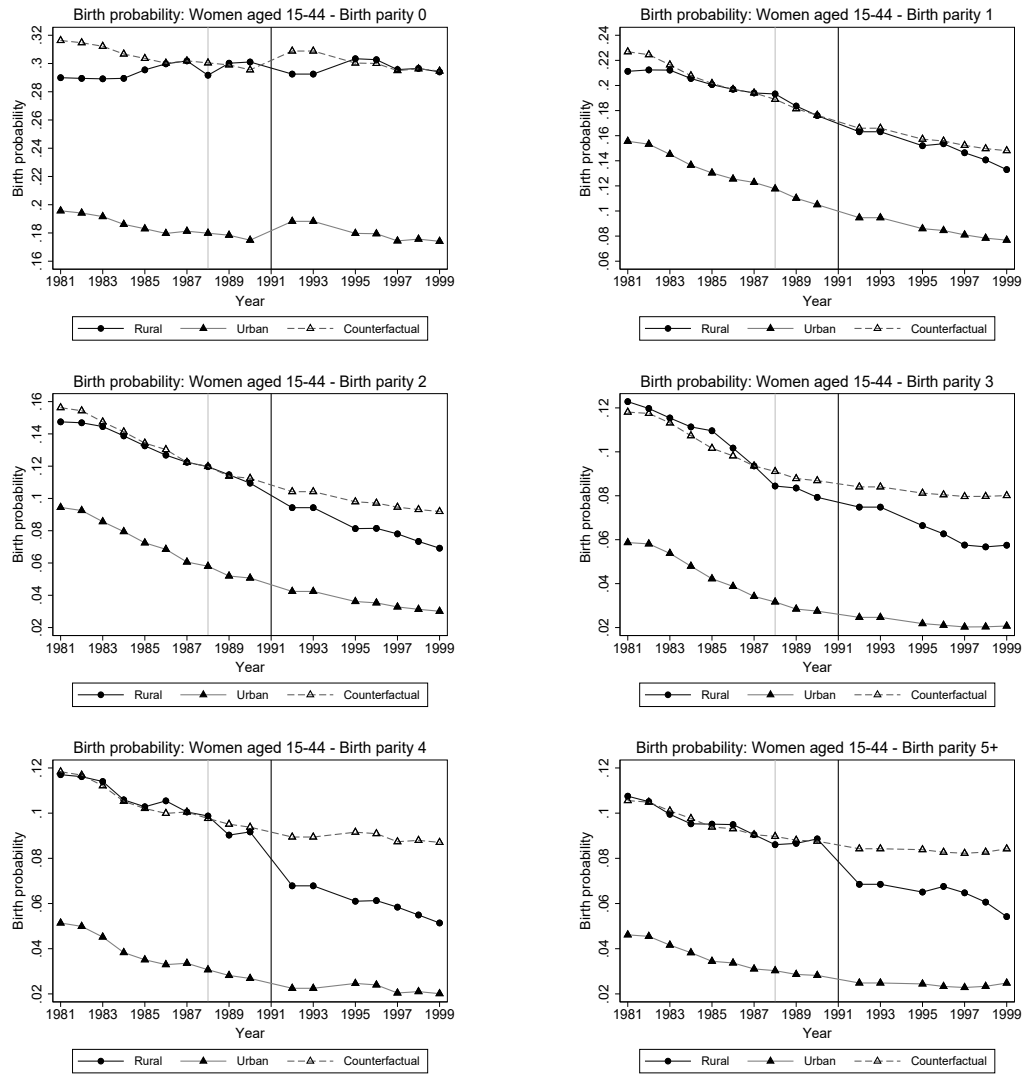 Birth probability: Women aged 15-44 - Birth parity 0
Birth probability
.16 .18 .2 .22 .24 .26 .28 .3 .32
1981 1983 1985 1987 1989 1991 1993 1995 1997 1999
Year
Rural Urban Counterfactual
Birth probability: Women aged 15-44 - Birth parity 1
Birth probability
.06 .08 .1 .12 .14 .16 .18 .2 .22 .24
1981 1983 1985 1987 1989 1991 1993 1995 1997 1999
Year
Rural Urban Counterfactual
Birth probability: Women aged 15-44 - Birth parity 2
Birth probability
.02 .04 .06 .08 .1 .12 .14 .16
1981 1983 1985 1987 1989 1991 1993 1995 1997 1999
Year
Rural Urban Counterfactual
Birth probability: Women aged 15-44 - Birth parity 3
Birth probability
.02 .04 .06 .08 .1 .12
1981 1983 1985 1987 1989 1991 1993 1995 1997 1999
Year
Rural Urban Counterfactual
Birth probability: Women aged 15-44 - Birth parity 4
Birth probability
.02 .04 .06 .08 .1 .12
1981 1983 1985 1987 1989 1991 1993 1995 1997 1999
Year
Rural Urban Counterfactual
Birth probability: Women aged 15-44 - Birth parity 5+
Birth probability
.02 .04 .06 .08 .1 .12
1981 1983 1985 1987 1989 1991 1993 1995 1997 1999
Year
Rural Urban Counterfactual